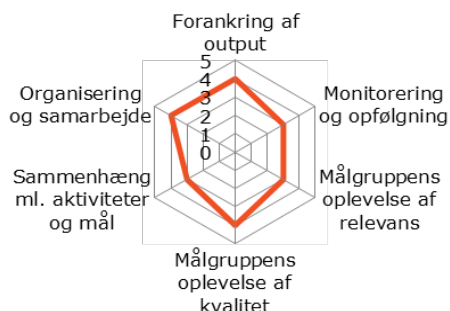 Forankring af
output
5
4
3
2
1
0
Monitorering
og opfølgning
Målgruppens
oplevelse af
relevans
Målgruppens
oplevelse af
kvalitet
Sammenhæng
ml. aktiviteter
og mål
Organisering
og samarbejde